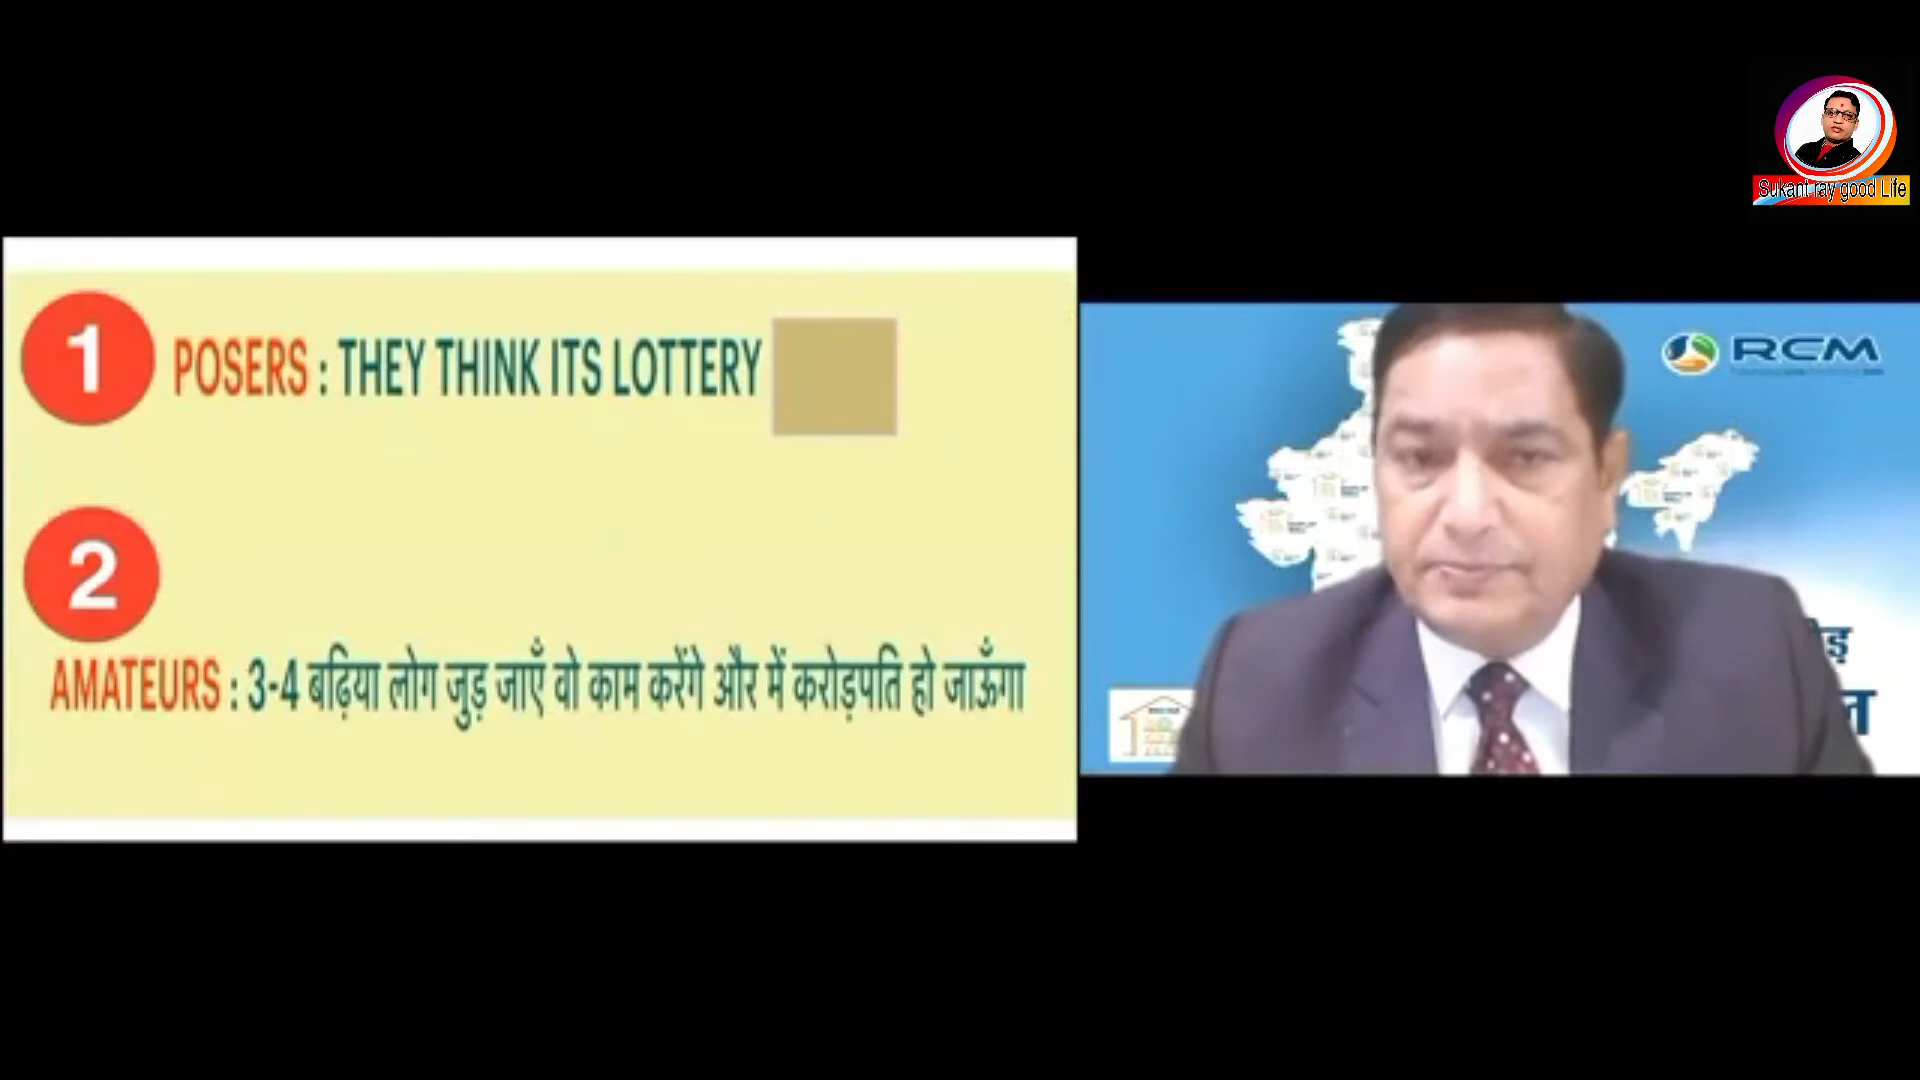 Sukant ray good Life
1 POSERS : THEY THINK ITS LOTTERY
2
AMATEURS : 3-4 बढ़िया लोग जुड़ जाएँ वो काम करेंगे और में करोड़पति हो जाऊँगा
RCM